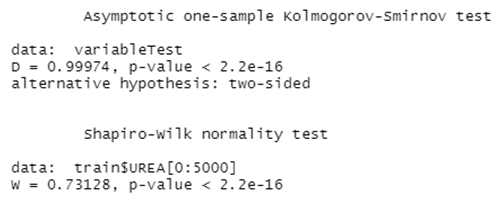 Asymptotic one-sample Kolmogorov-Smirnov test
data: variableTest
D = 0.99974, p-value < 2.2e-16
alternative hypothesis: two-sided
Shapiro-Wilk normality test
data: train$UREA[0:5000]
W = 0.73128, p-value < 2.2e-16